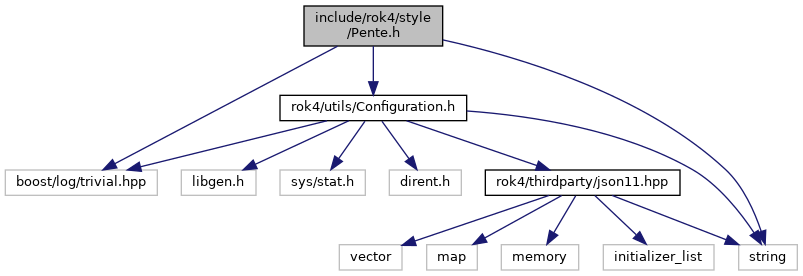 include/rok4/style
/Pente.h
rok4/utils/Configuration.h
boost/log/trivial.hpp
libgen.h
sys/stat.h
dirent.h
rok4/thirdparty/json11.hpp
vector
map
memory
initializer_list
string